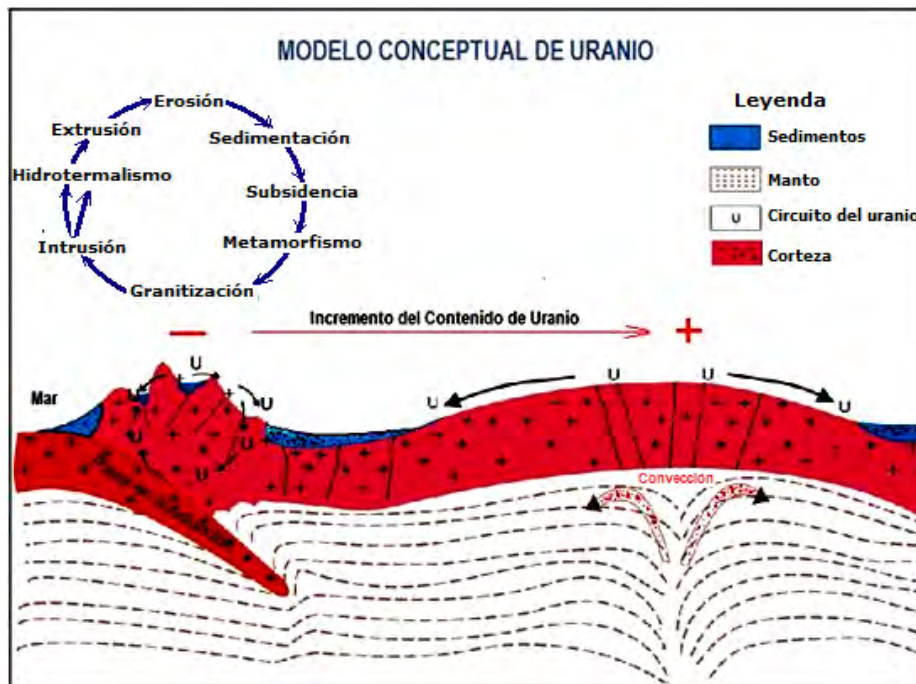 MODELO CONCEPTUAL DE URANIO
Erosión
Extrusión
Sedimentación
Hidrotermalismo
Subsidencia
Intrusión
Metamorfismo
Granitización
Leyenda
Sedimentos
Manto
U Circuito del uranio
Corteza
Incremento del Contenido de Uranio
− +
Mar
U
U
U
U
U
U
U
U
U
U
U
Convección